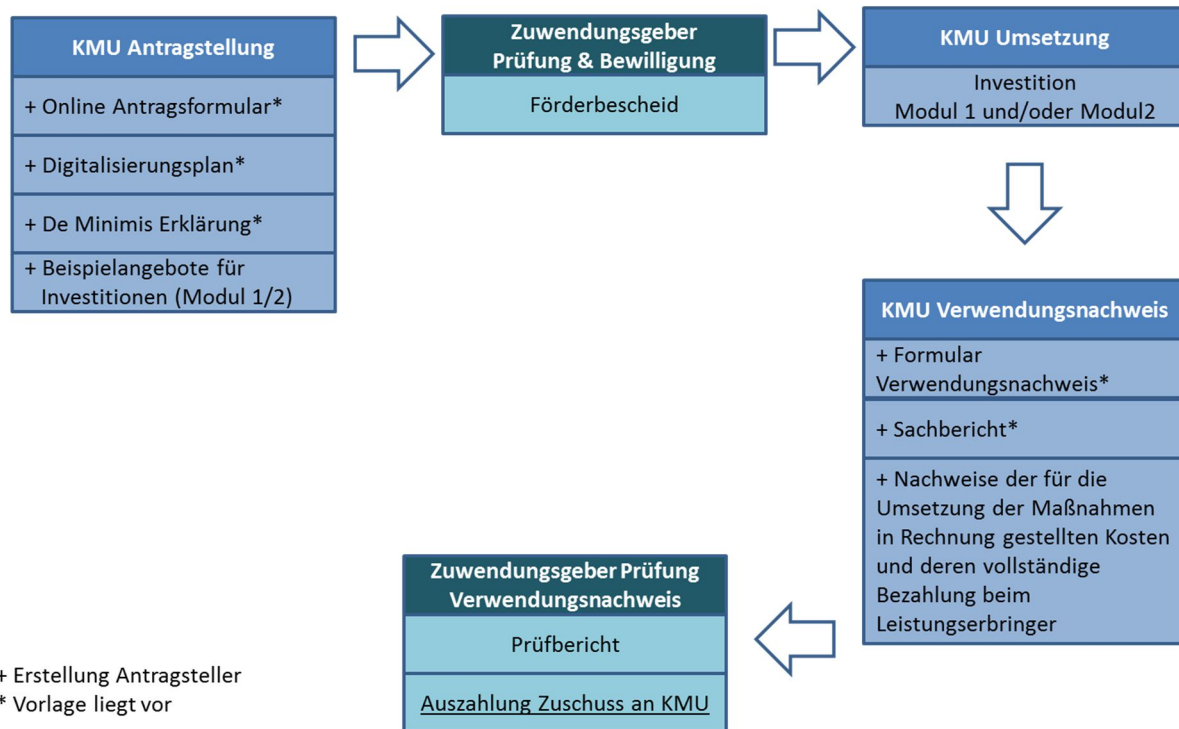 KMU Antragstellung
+ Online Antragsformular*
+ Digitalisierungsplan*
+ De Minimis Erklärung*
+ Beispielangebote für
Investitionen (Modul 1/2)
Zuwendungsgeber
Prüfung & Bewilligung
Förderbescheid
KMU Umsetzung
Investition
Modul 1 und/oder Modul2
KMU Verwendungsnachweis
+ Formular
Verwendungsnachweis*
+ Sachbericht*
+ Nachweise der für die
Umsetzung der Maßnahmen
in Rechnung gestellten Kosten
und deren vollständige
Bezahlung beim
Leistungserbringer
Zuwendungsgeber Prüfung
Verwendungsnachweis
Prüfbericht
Auszahlung Zuschuss an KMU
+ Erstellung Antragsteller
* Vorlage liegt vor